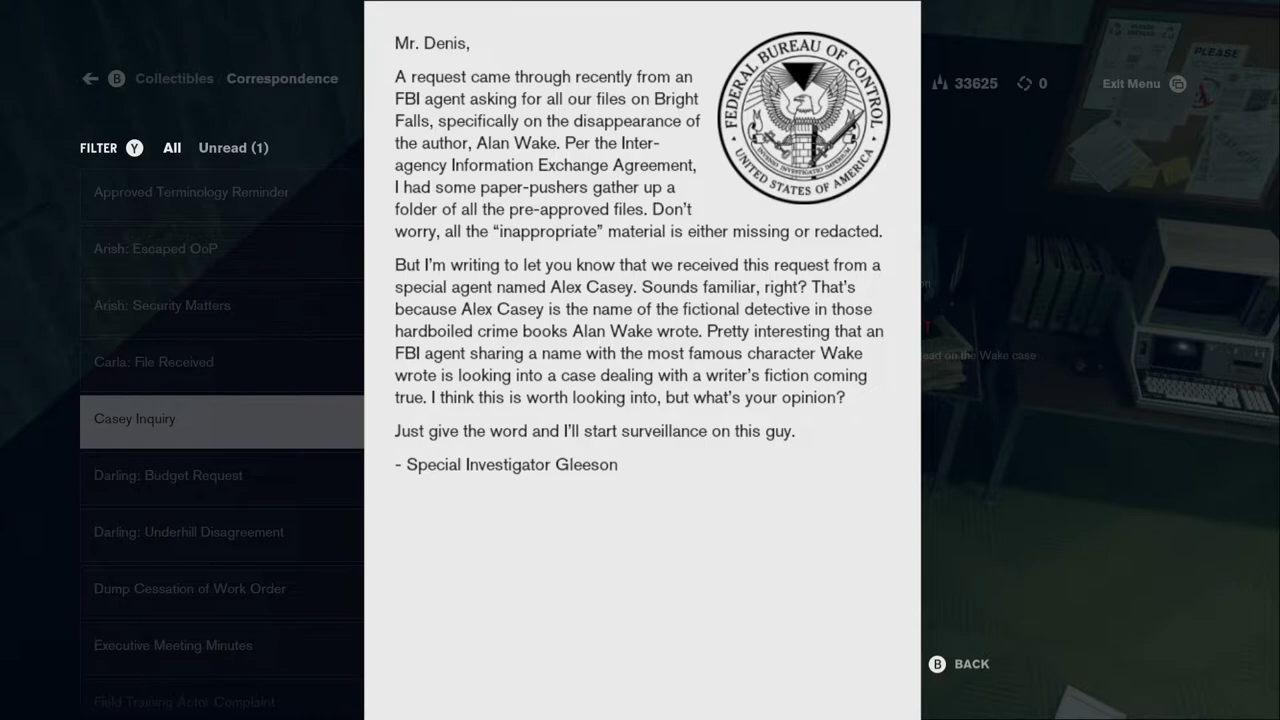 Mr. Denis,
A request came through recently from an
FBI agent asking for all our files on Bright
Falls, specifically on the disappearance of
the author, Alan Wake. Per the Inter-
agency Information Exchange Agreement,
I had some paper-pushers gather up a
folder of all the pre-approved files. Don't
worry, all the “inappropriate” material is either missing or redacted.
But I'm writing to let you know that we received this request from a
special agent named Alex Casey. Sounds familiar, right? That's
because Alex Casey is the name of the fictional detective in those
hardboiled crime books Alan Wake wrote. Pretty interesting that an
FBI agent sharing a name with the most famous character Wake
wrote is looking into a case dealing with a writer's fiction coming
true. I think this is worth looking into, but what's your opinion?
Just give the word and I'll start surveillance on this guy.
- Special Investigator Gleeson
FEDERAL BUREAU OF CONTROL
UNITED STATES OF AMERICA
B Collectibles Correspondence
FILTER Y All Unread (1)
Approved Terminology Reminder
Arish: Escaped OoP
Arish: Security Matters
Carla: File Received
Casey Inquiry
Darling: Budget Request
Darling: Underhill Disagreement
Dump Cessation of Work Order
Executive Meeting Minutes
Field Training Actor Complaint
33625 0 Exit Menu
PLEASE
ead on the Wake case
B BACK